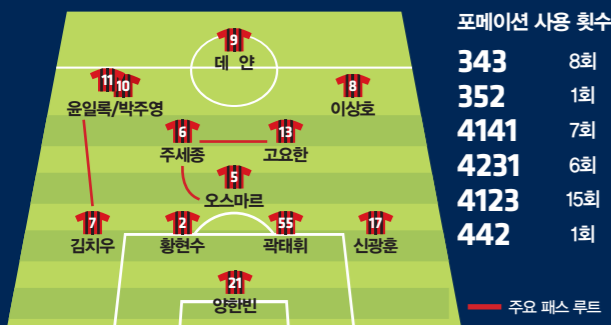 포메이션 사용 횟수
343 8회
352 1회
4141 7회
4231 6회
4123 15회
442 1회
주요 패스 루트
9
데 얀
11 10
윤일록/박주영
8
이상호
6
주세종
13
고요한
5
오스마르
7
김치우
2
황현수
55
곽태휘
17
신광훈
21
양한빈